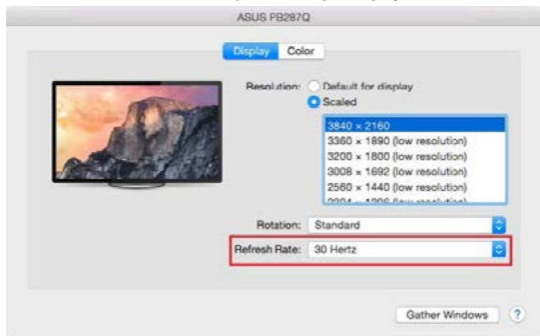 ASUS PB287Q
Display Color
Resolution: Default for display
Scaled
3840 × 2160
3360 × 1890 (low resolution)
3200 × 1800 (low resolution)
3008 × 1692 (low resolution)
2560 × 1440 (low resolution)
Rotation: Standard
Refresh Rate: 30 Hertz
Gather Windows ?